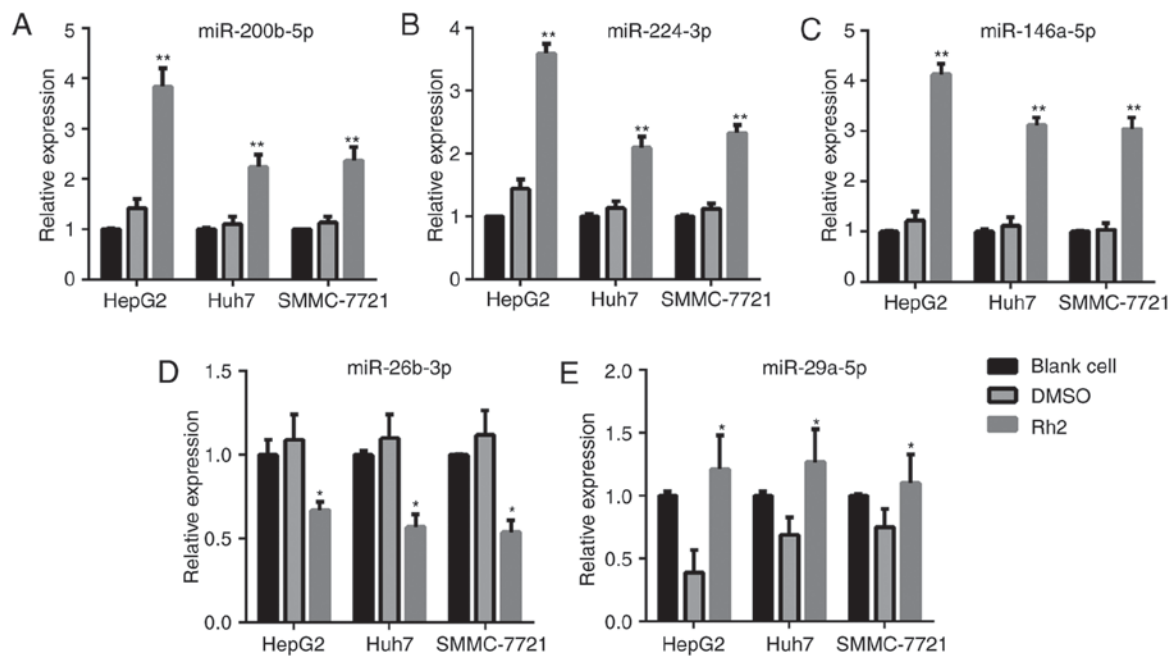 A
miR-200b-5p
Relative expression
5
4
3
2
1
0
**
**
**
HepG2
Huh7
SMMC-7721
B
miR-224-3p
Relative expression
4
3
2
1
0
**
**
**
HepG2
Huh7
SMMC-7721
C
miR-146a-5p
Relative expression
5
4
3
2
1
0
**
**
**
HepG2
Huh7
SMMC-7721
D
miR-26b-3p
Relative expression
1.5
1.0
0.5
0.0
*
*
*
HepG2
Huh7
SMMC-7721
E
miR-29a-5p
Relative expression
2.0
1.5
1.0
0.5
0.0
*
*
*
HepG2
Huh7
SMMC-7721
Blank cell
DMSO
Rh2